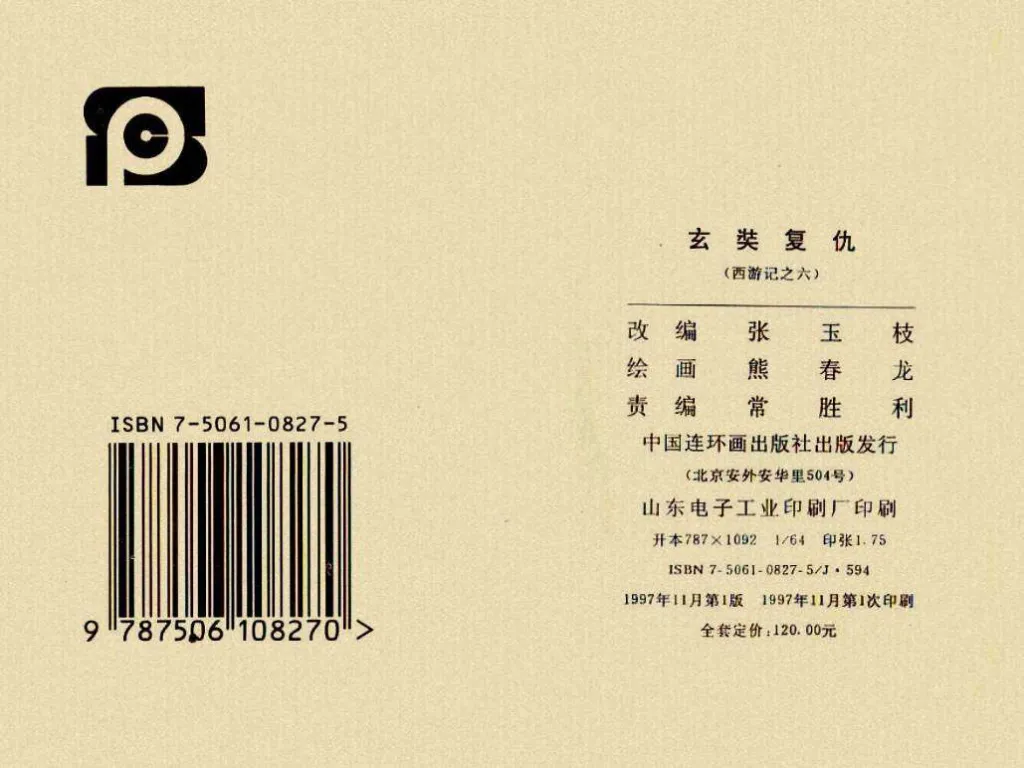 ISBN 7-5061-0827-5
9 787506 108270 >
玄奘复仇
（西游记之六）
改编 张玉枝
绘画 熊春龙
责编 常胜利
中国连环画出版社出版发行
（北京安外安华里504号）
山东电子工业印刷厂印刷
开本787×1092 1/64 印张1.75
ISBN 7-5061-0827-5/J·594
1997年11月第1版 1997年11月第1次印刷
全套定价：120.00元